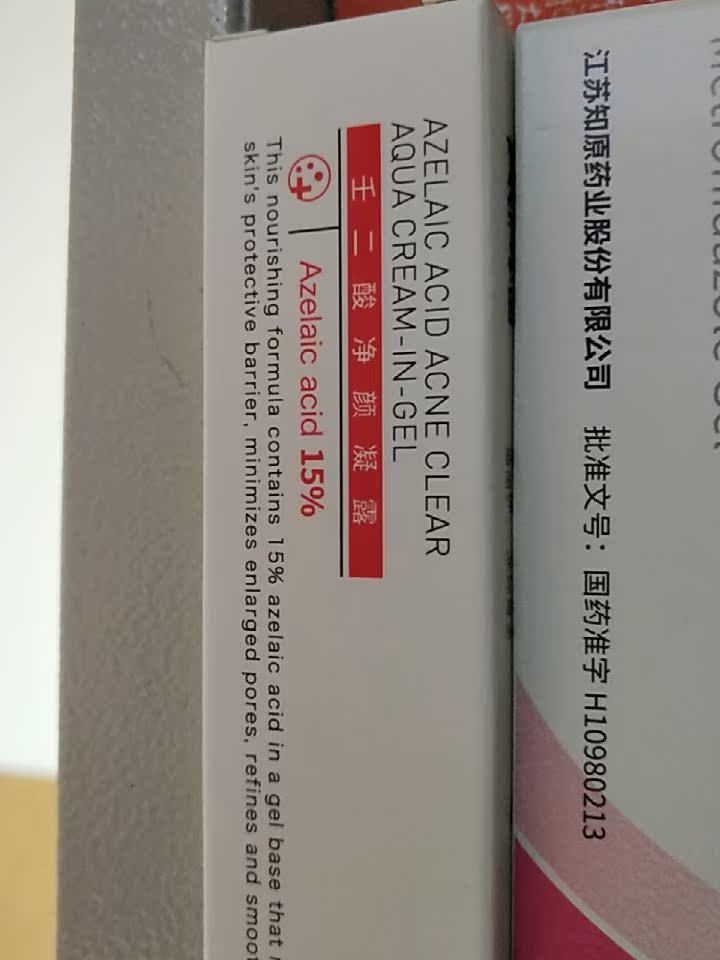 AZELAIC ACID ACNE CLEAR
AQUA CREAM-IN-GEL
壬二酸净颜凝露
Azelaic acid 15%
This nourishing formula contains 15% azelaic acid in a gel base that
skin's protective barrier, minimizes enlarged pores, refines and
江苏知原药业股份有限公司 批准文号：国药准字 H10980213